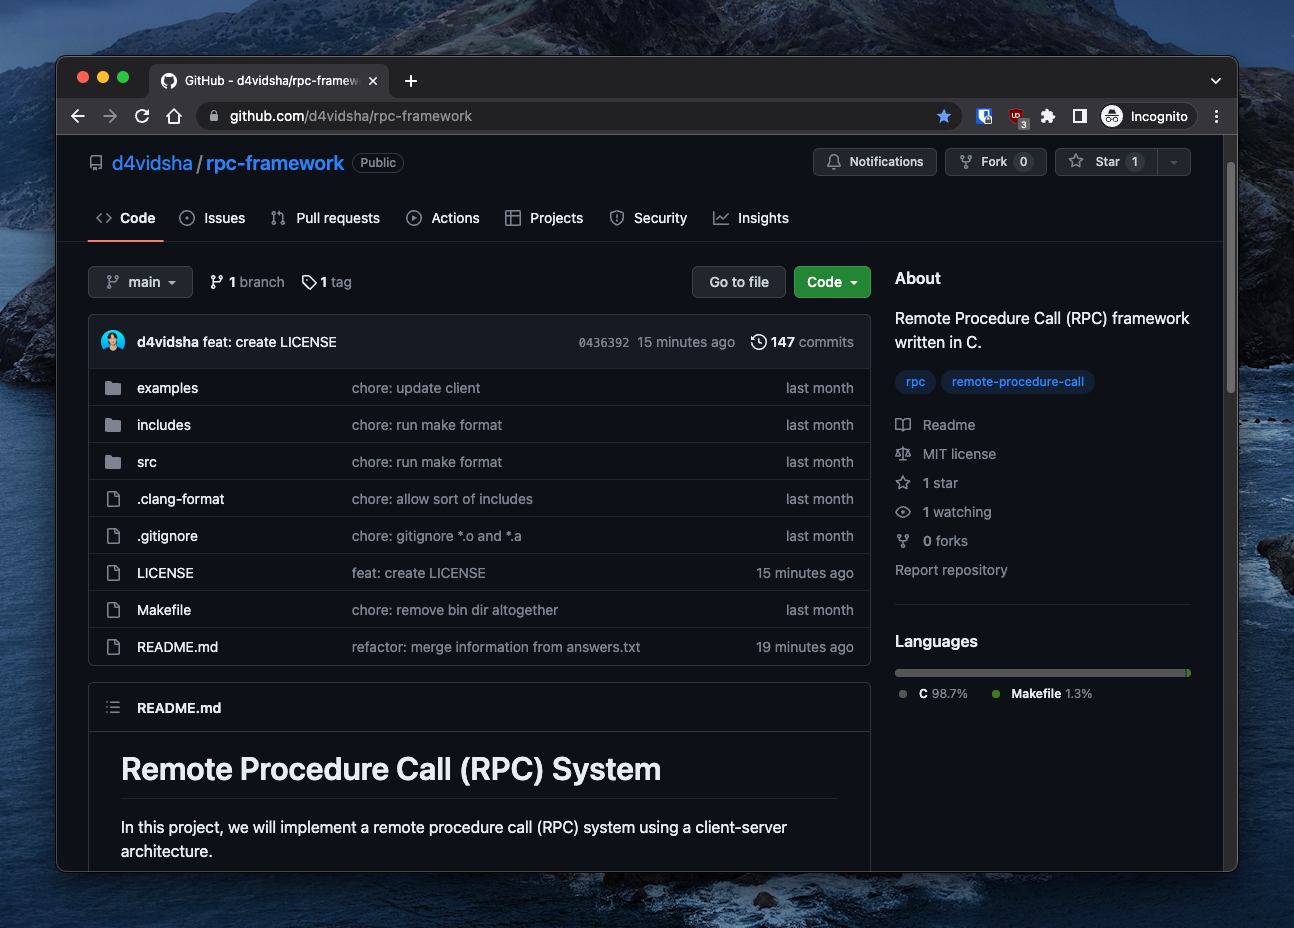 GitHub - d4vidsha/rpc-framew
github.com/d4vidsha/rpc-framework
UD
3
Incognito
d4vidsha / rpc-framework Public
Notifications
Fork 0
Star 1
Code
Issues
Pull requests
Actions
Projects
Security
Insights
main
1 branch
1 tag
Go to file
Code
d4vidsha feat: create LICENSE 0436392 15 minutes ago 147 commits
examples chore: update client last month
includes chore: run make format last month
src chore: run make format last month
.clang-format chore: allow sort of includes last month
.gitignore chore: gitignore *.o and *.a last month
LICENSE feat: create LICENSE 15 minutes ago
Makefile chore: remove bin dir altogether last month
README.md refactor: merge information from answers.txt 19 minutes ago
README.md
Remote Procedure Call (RPC) System
In this project, we will implement a remote procedure call (RPC) system using a client-server
architecture.
About
Remote Procedure Call (RPC) framework
written in C.
rpc
remote-procedure-call
Readme
MIT license
1 star
1 watching
0 forks
Report repository
Languages
C 98.7%
Makefile 1.3%